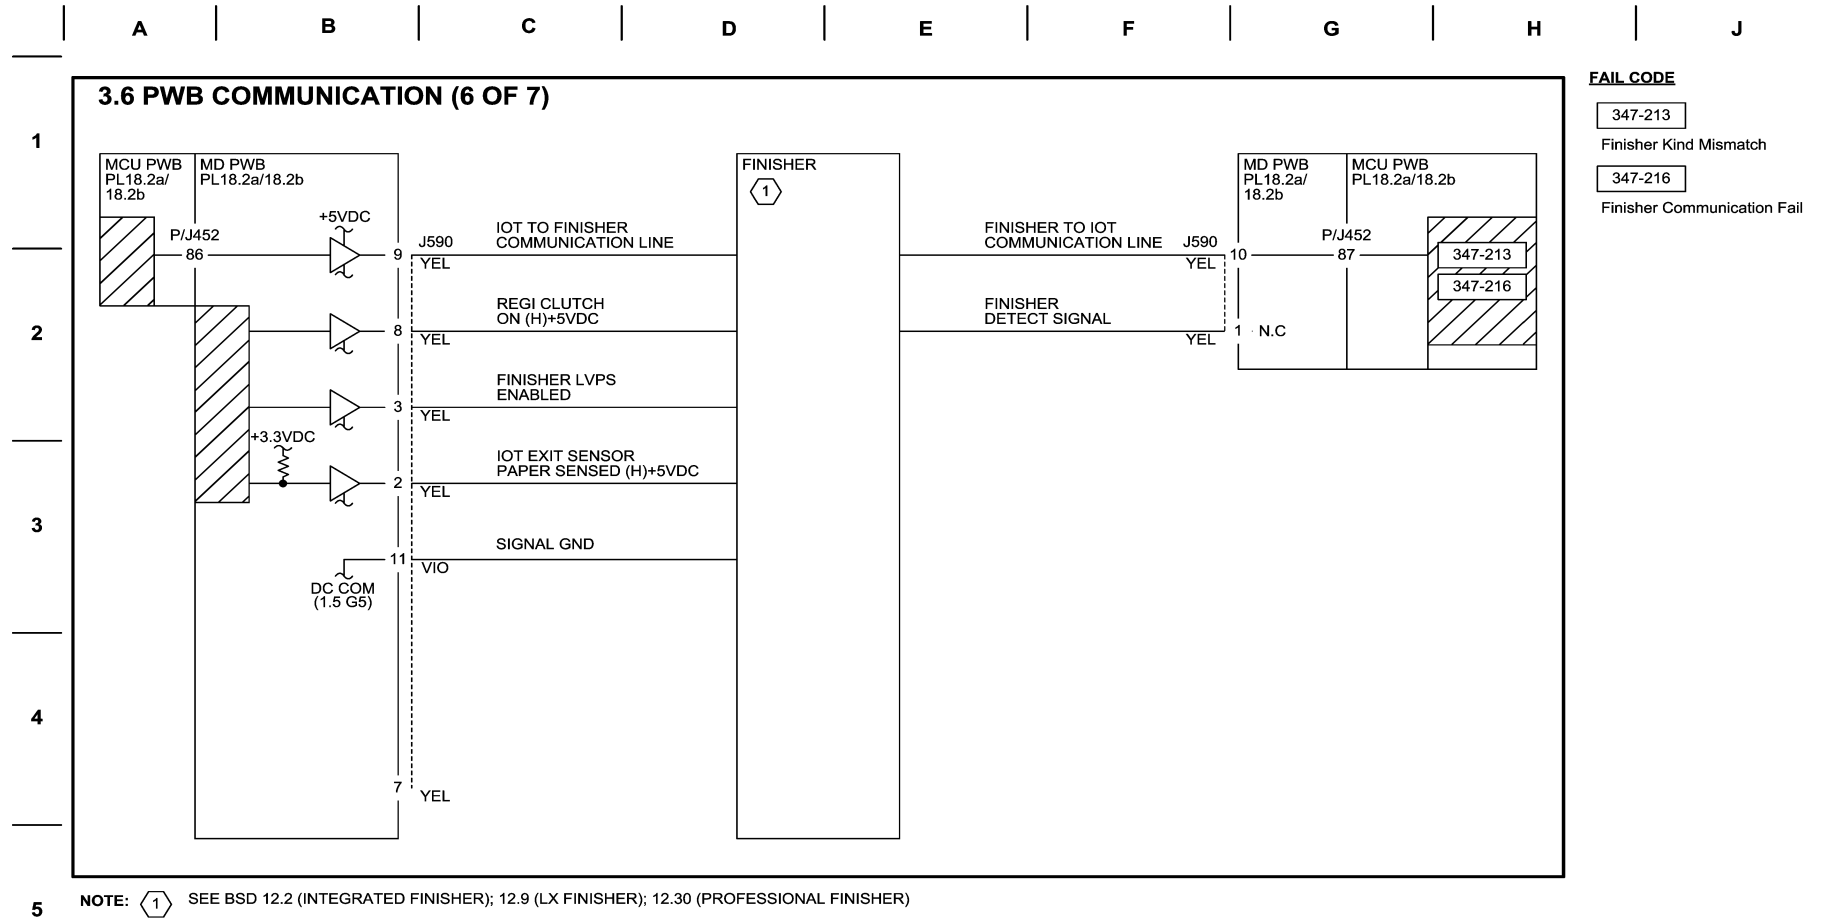 A B C D E F G H J
1
2
3
4
5
3.6 PWB COMMUNICATION (6 OF 7)
MCU PWB
PL18.2a/
18.2b
MD PWB
PL18.2a/18.2b
P/J452
86
+5VDC
9
J590
YEL
IOT TO FINISHER
COMMUNICATION LINE
8
YEL
REGI CLUTCH
ON (H)+5VDC
3
YEL
FINISHER LVPS
ENABLED
+3.3VDC
2
YEL
IOT EXIT SENSOR
PAPER SENSED (H)+5VDC
11
VIO
SIGNAL GND
DC COM
(1.5 G5)
7
YEL
FINISHER
1
FINISHER TO IOT
COMMUNICATION LINE
J590
YEL
10
FINISHER
DETECT SIGNAL
YEL
1
N.C
MD PWB
PL18.2a/
18.2b
MCU PWB
PL18.2a/18.2b
P/J452
87
347-213
347-216
FAIL CODE
347-213
Finisher Kind Mismatch
347-216
Finisher Communication Fail
NOTE: 1 SEE BSD 12.2 (INTEGRATED FINISHER); 12.9 (LX FINISHER); 12.30 (PROFESSIONAL FINISHER)